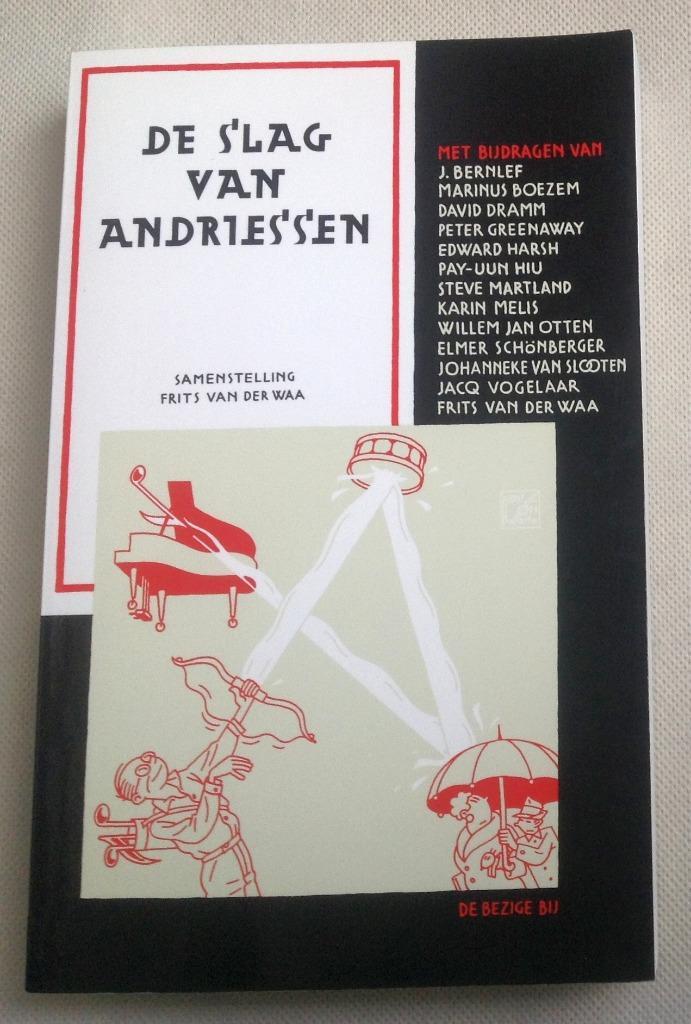 DE SLAG
VAN
ANDRIESSEN
SAMENSTELLING
FRITS VAN DER WAA
MET BIJDRAGEN VAN
J. BERNLEF
MARINUS BOEZEM
DAVID DRAMM
PETER GREENAWAY
EDWARD HARSH
PAY-UUN HIU
STEVE MARTLAND
KARIN MELIS
WILLEM JAN OTTEN
ELMER SCHÖNBERGER
JOHANNEKE VAN SLOOTEN
JACQ VOGELAAR
FRITS VAN DER WAA
DE BEZIGE BIJ